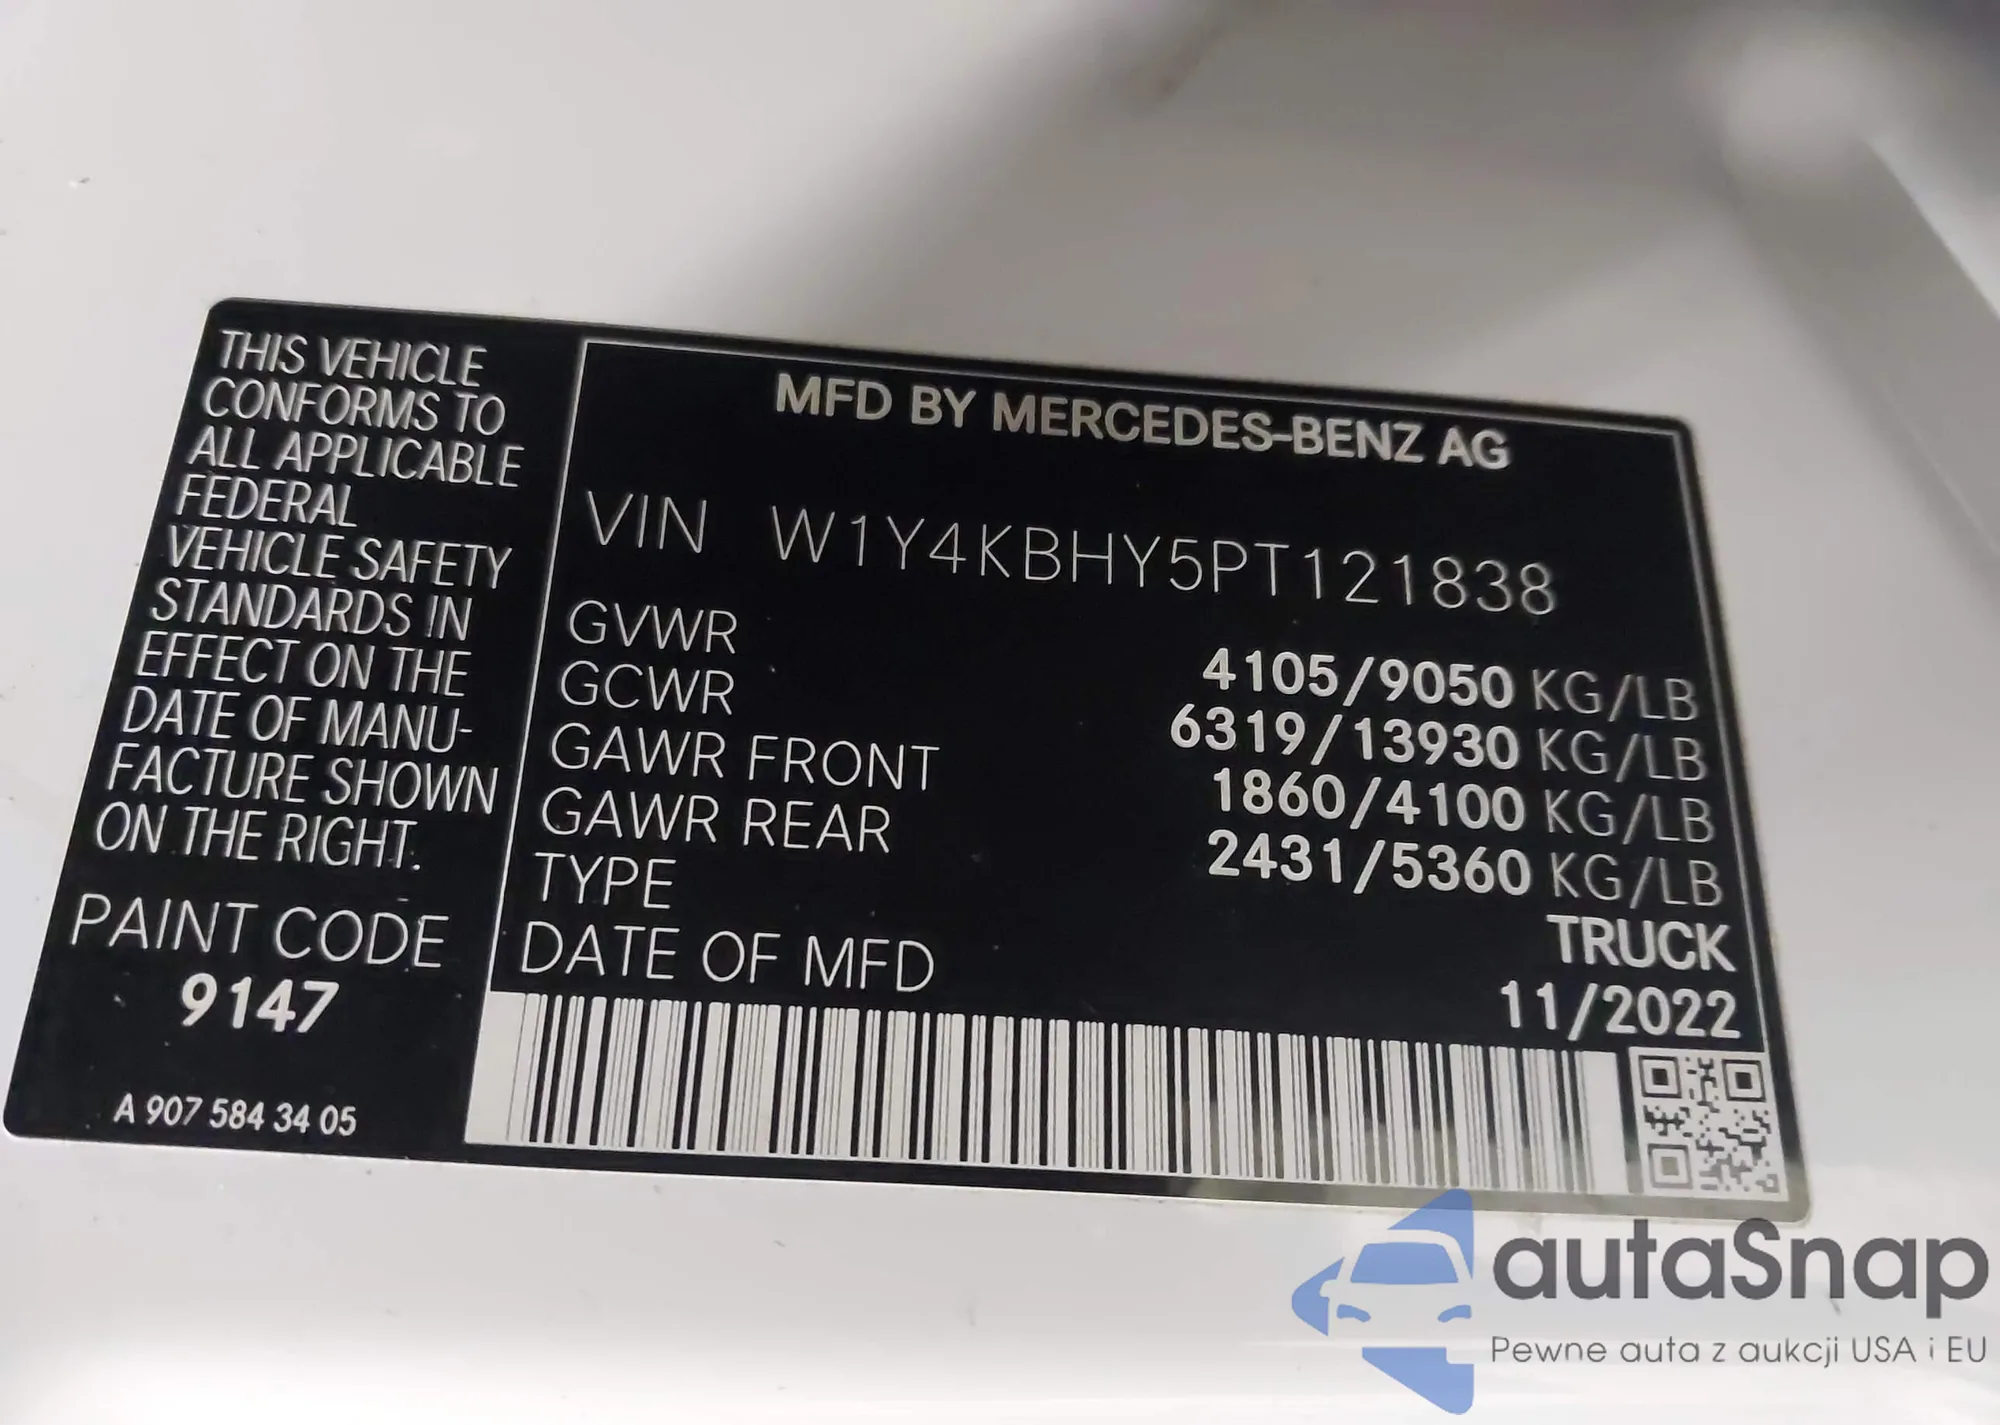 THIS VEHICLE
CONFORMS TO
ALL APPLICABLE
FEDERAL
VEHICLE SAFETY
STANDARDS IN
EFFECT ON THE
DATE OF MANU-
FACTURE SHOWN
ON THE RIGHT.
PAINT CODE
9147
A 907 584 34 05
MFD BY MERCEDES-BENZ AG
VIN W1Y4KBHY5PT121838
GVWR 4105/9050 KG/LB
GCWR 6319/13930 KG/LB
GAWR FRONT 1860/4100 KG/LB
GAWR REAR 2431/5360 KG/LB
TYPE TRUCK
DATE OF MFD 11/2022
autaSnap
Pewne auta z aukcji USA i EU